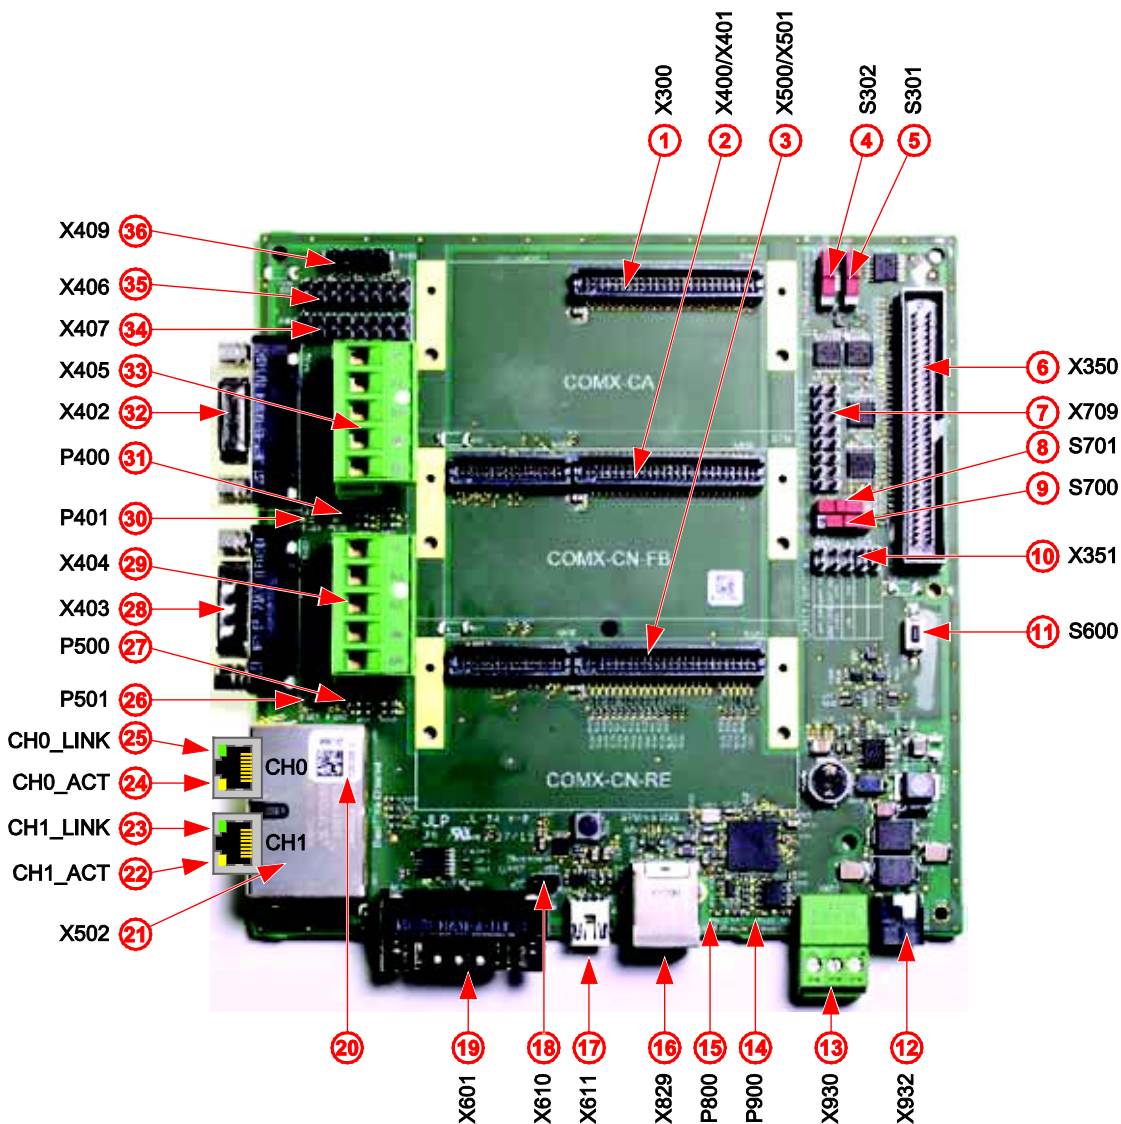 X300
X400/X401
X500/X501
S302
S301
1
2
3
4
5
X409 36
X406 35
X407 34
X405 33
X402 32
P400 31
P401 30
X404 29
X403 28
P500 27
P501 26
CH0_LINK 25
CH0_ACT 24
CH1_LINK 23
CH1_ACT 22
X502 21
6 X350
7 X709
8 S701
9 S700
10 X351
11 S600
COMX-CA
COMX-CN-FB
COMX-CN-RE
CH0
CH1
JLP
20
19
18
17
16
15
14
13
12
X601
X610
X611
X829
P800
P900
X930
X932